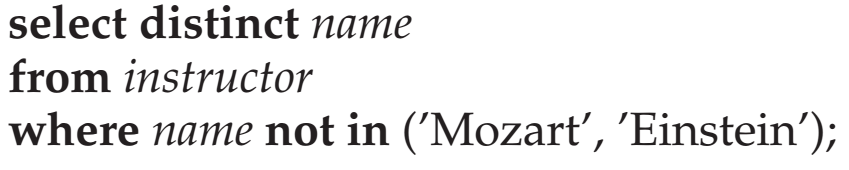 select distinct name
from instructor
where name not in (’Mozart’, ’Einstein’);